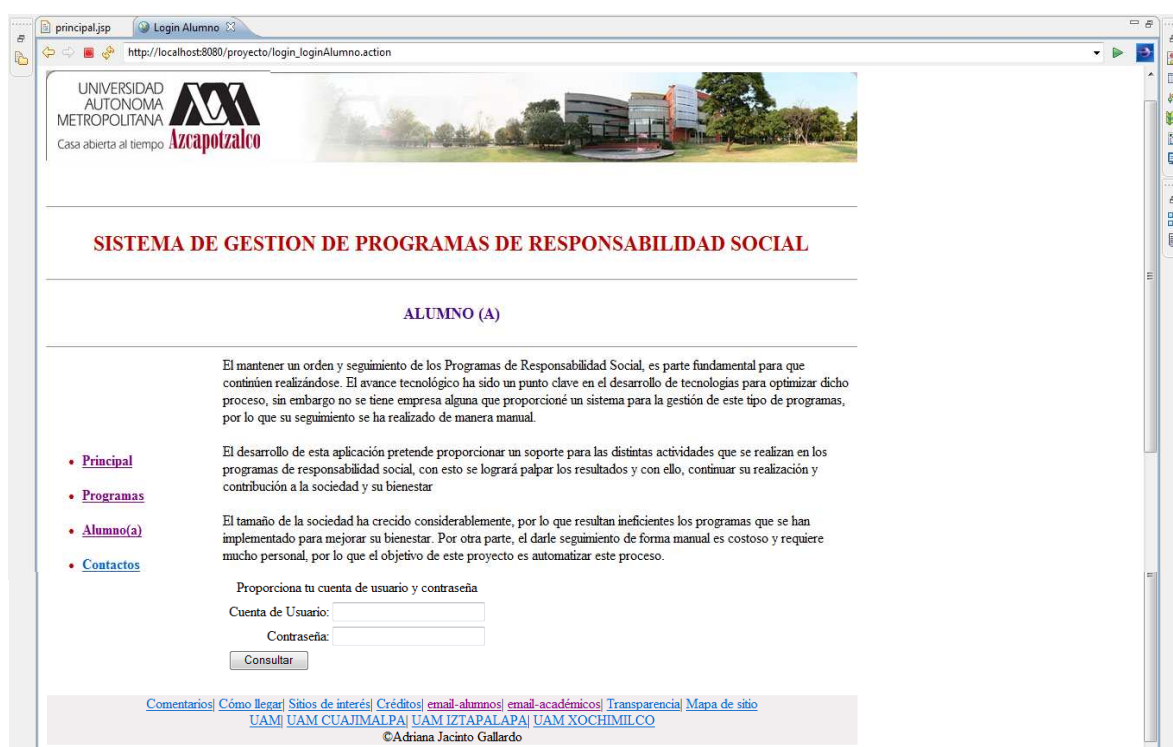 principal.jsp
Login Alumno
http://localhost:8080/proyecto/login_loginAlumno.action
UNIVERSIDAD
AUTONOMA
METROPOLITANA
Casa abierta al tiempo Azcapotzalco
SISTEMA DE GESTION DE PROGRAMAS DE RESPONSABILIDAD SOCIAL
ALUMNO (A)
El mantener un orden y seguimiento de los Programas de Responsabilidad Social, es parte fundamental para que
continúen realizándose. El avance tecnológico ha sido un punto clave en el desarrollo de tecnologias para optimizar dicho
proceso, sin embargo no se tiene empresa alguna que proporcioné un sistema para la gestión de este tipo de programas,
por lo que su seguimiento se ha realizado de manera manual.
El desarrollo de esta aplicación pretende proporcionar un soporte para las distintas actividades que se realizan en los
programas de responsabilidad social, con esto se logrará palpar los resultados y con ello, continuar su realización y
contribución a la sociedad y su bienestar
El tamaño de la sociedad ha crecido considerablemente, por lo que resultan ineficientes los programas que se han
implementado para mejorar su bienestar. Por otra parte, el darle seguimiento de forma manual es costoso y requiere
mucho personal, por lo que el objetivo de este proyecto es automatizar este proceso.
Principal
Programas
Alumno(a)
Contactos
Proporciona tu cuenta de usuario y contraseña
Cuenta de Usuario:
Contraseña:
Consultar
Comentarios| Cómo llegar| Sitios de interés| Créditos| email-alumnos| email-académicos| Transparencia| Mapa de sitio
UAM| UAM CUAJIMALPA| UAM IZTAPALAPA| UAM XOCHIMILCO
©Adriana Jacinto Gallardo